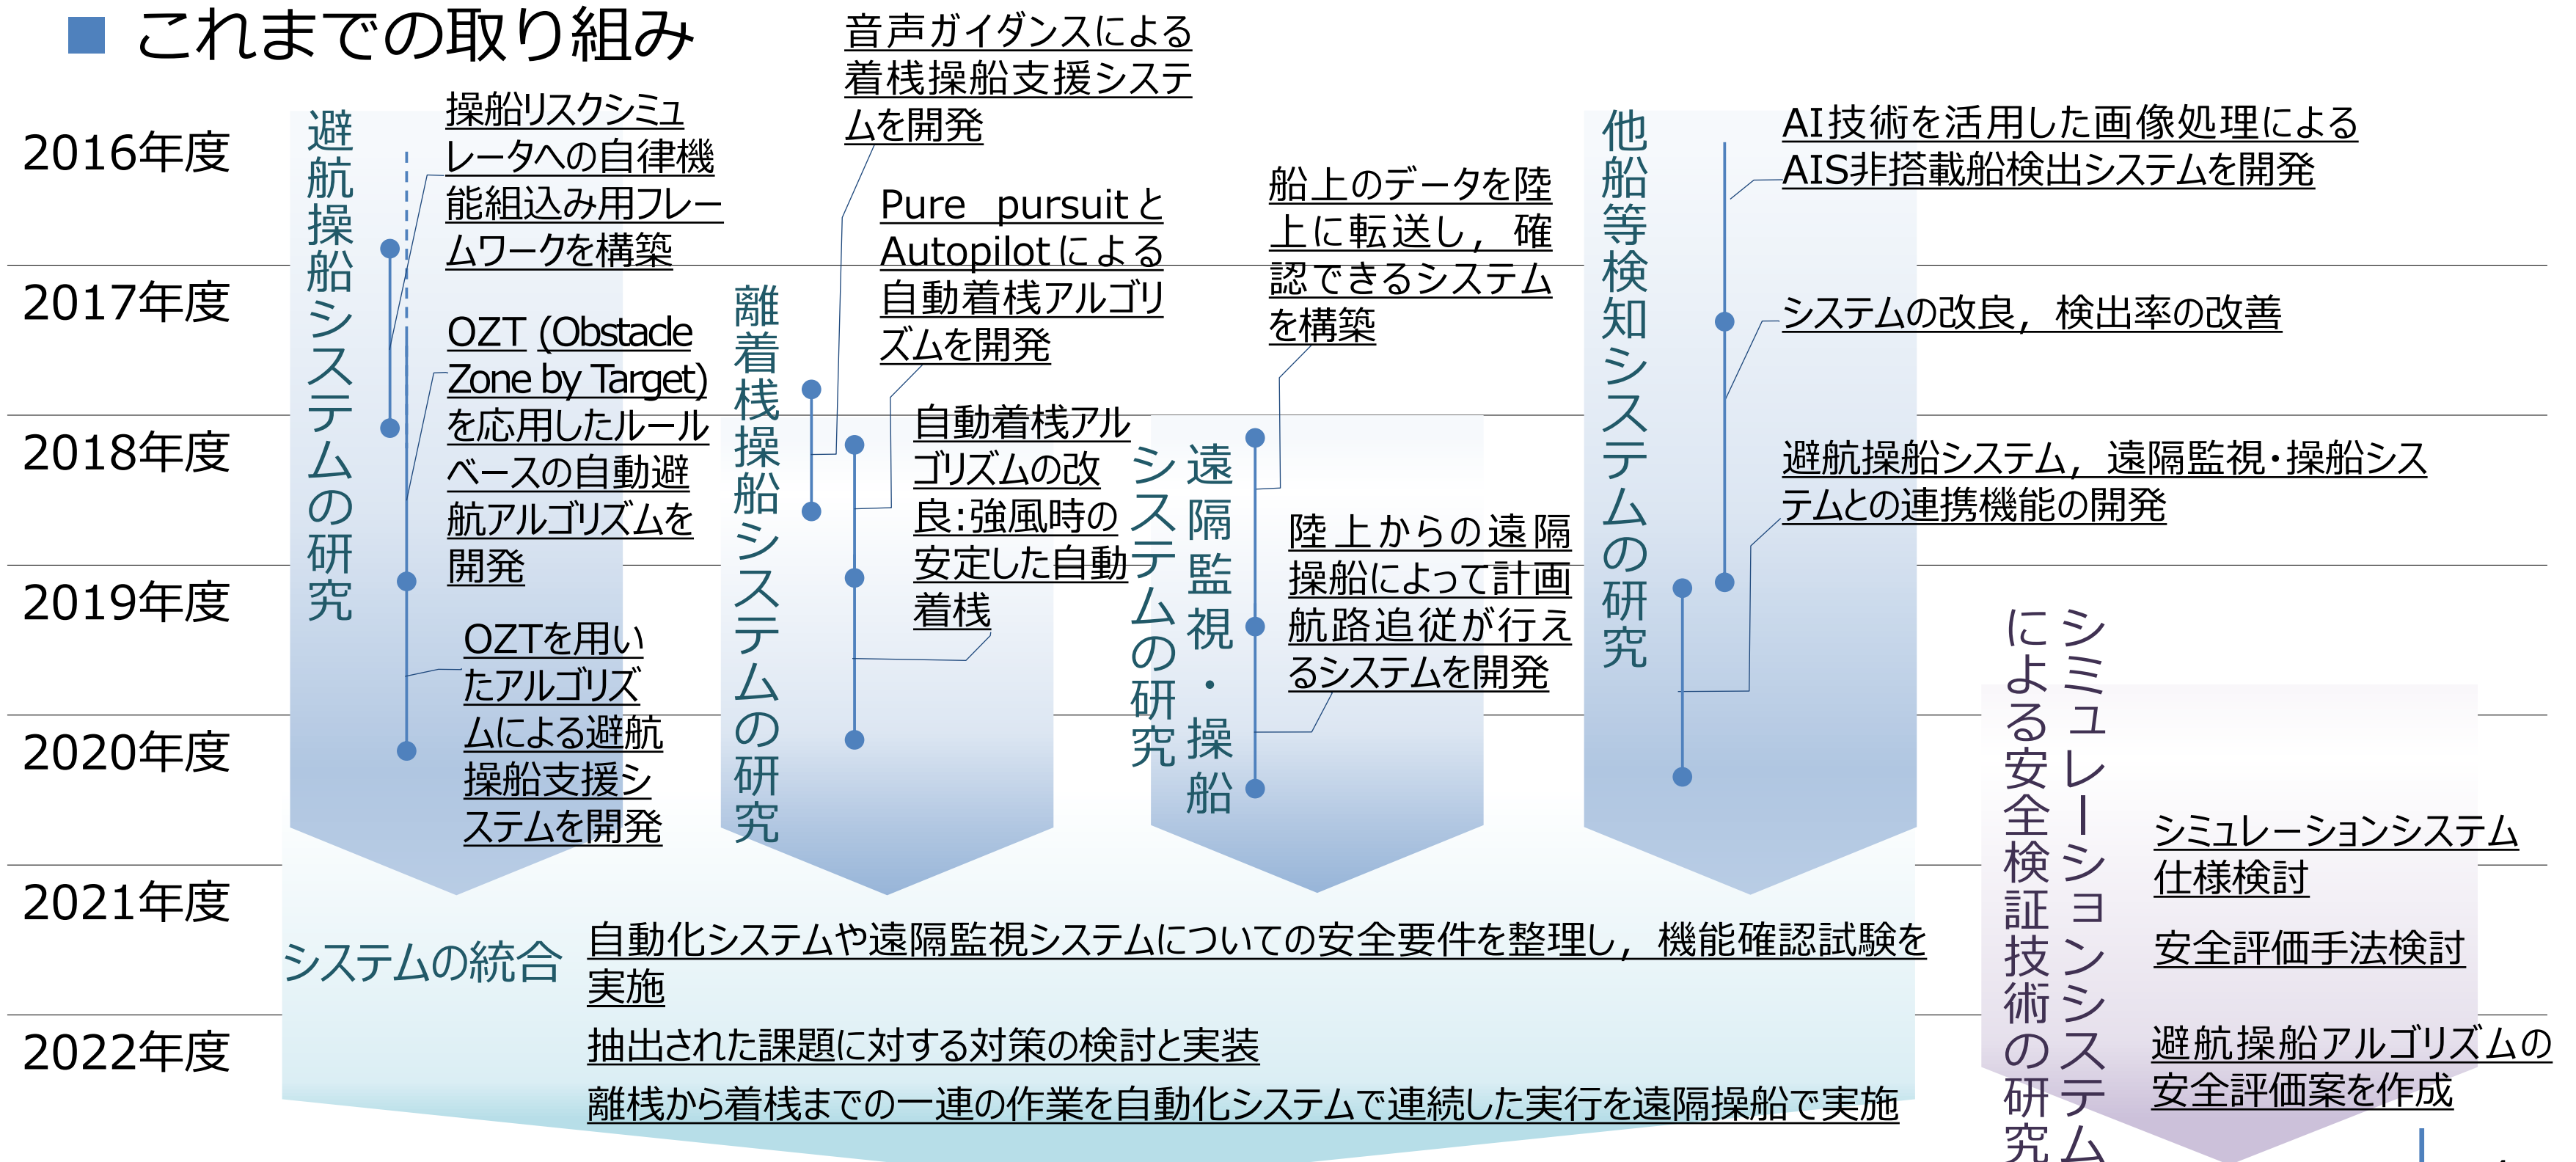 これまでの取り組み
2016年度
2017年度
2018年度
2019年度
2020年度
2021年度
2022年度
避航操船システムの研究
操船リスクシミュ
レータへの自律機
能組込み用フレー
ムワークを構築
OZT (Obstacle
Zone by Target)
を応用したルール
ベースの自動避
航アルゴリズムを
開発
OZTを用い
たアルゴリズ
ムによる避航
操船支援シ
ステムを開発
離着桟操船システムの研究
音声ガイダンスによる
着桟操船支援システ
ムを開発
Pure pursuitと
Autopilotによる
自動着桟アルゴリ
ズムを開発
自動着桟アル
ゴリズムの改
良:強風時の
安定した自動
着桟
遠隔監視・操船
システムの研究
船上のデータを陸
上に転送し，確
認できるシステム
を構築
陸上からの遠隔
操船によって計画
航路追従が行え
るシステムを開発
他船等検知システムの研究
AI技術を活用した画像処理による
AIS非搭載船検出システムを開発
システムの改良，検出率の改善
避航操船システム，遠隔監視・操船シス
テムとの連携機能の開発
システムの統合
自動化システムや遠隔監視システムについての安全要件を整理し，機能確認試験を
実施
抽出された課題に対する対策の検討と実装
離桟から着桟までの一連の作業を自動化システムで連続した実行を遠隔操船で実施
シミュレーションシステム
による安全検証技術の研究
シミュレーションシステム
仕様検討
安全評価手法検討
避航操船アルゴリズムの
安全評価案を作成